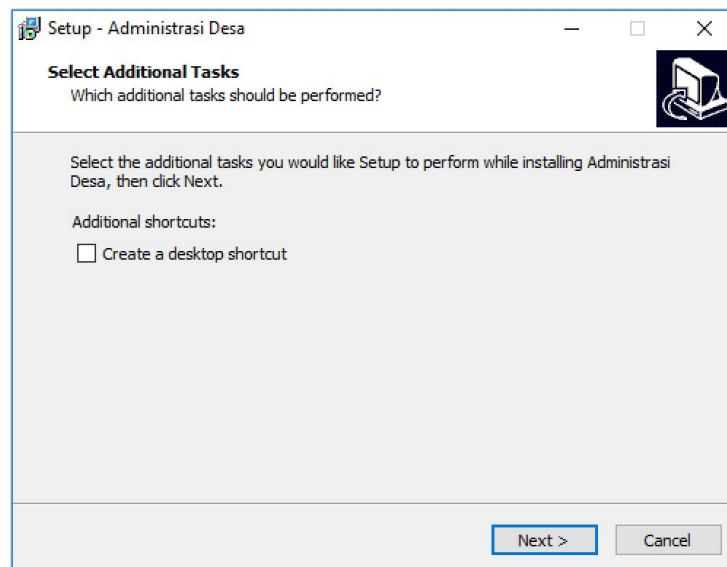 Setup - Administrasi Desa
Select Additional Tasks
Which additional tasks should be performed?
Select the additional tasks you would like Setup to perform while installing Administrasi
Desa, then click Next.
Additional shortcuts:
Create a desktop shortcut
Next >
Cancel